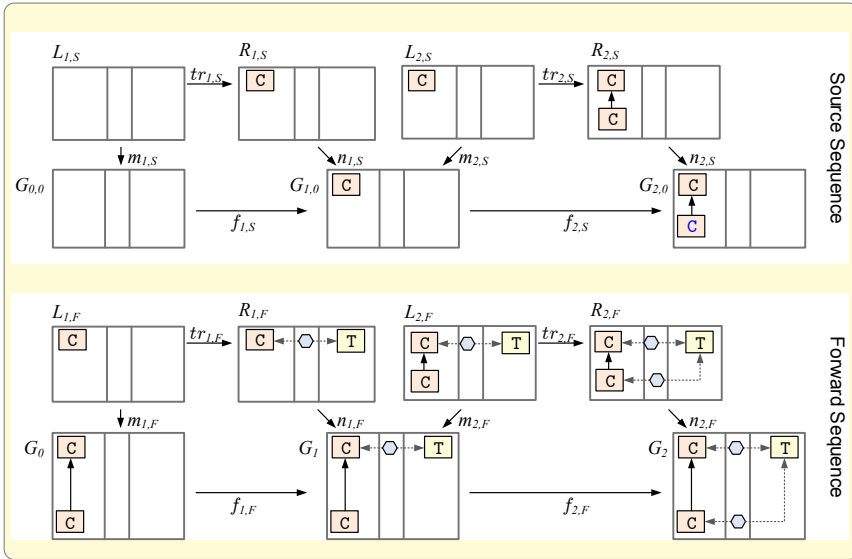 L1,S R1,S L2,S R2,S
C C
tr1,S tr2,S
C
C
m1,S n1,S m2,S n2,S
G0,0 G1,0 G2,0
C C
C
f1,S f2,S
Source Sequence
L1,F R1,F L2,F R2,F
C C T C T C T
tr1,F tr2,F
C C
m1,F n1,F m2,F n2,F
G0 G1 G2
C C T C T
C C C
f1,F f2,F
Forward Sequence